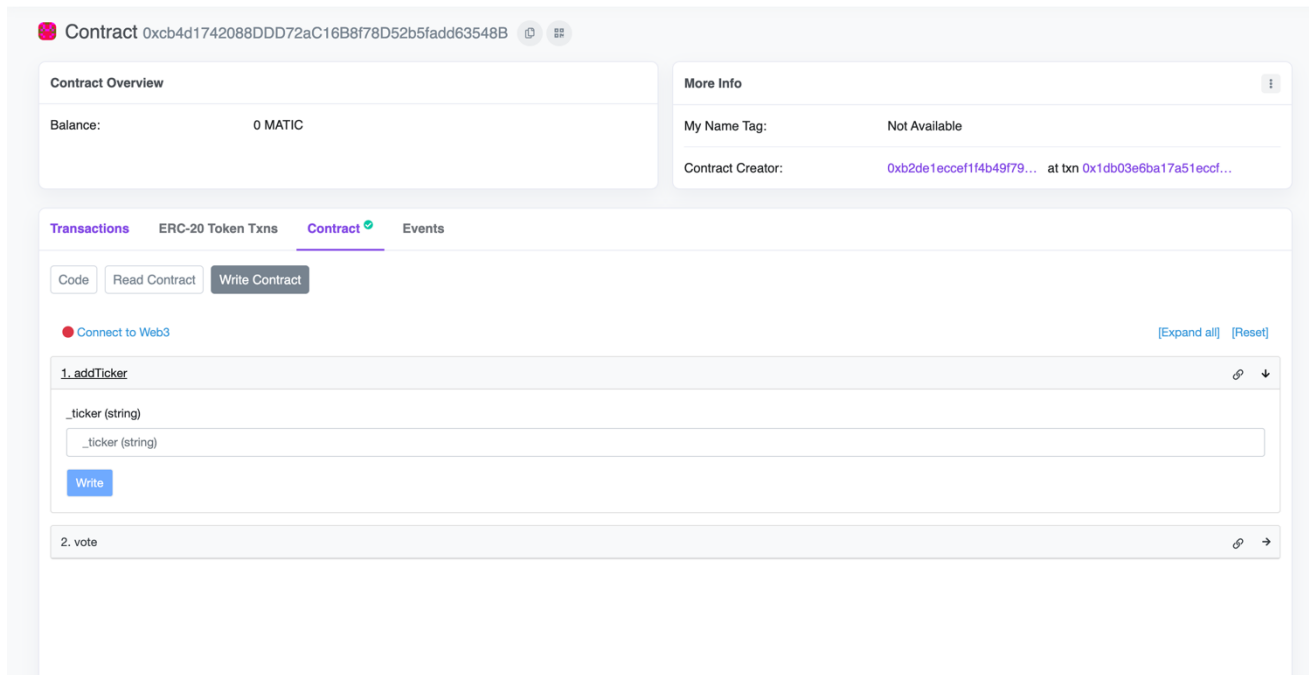 Contract 0xcb4d1742088DDD72aC16B8f78D52b5fadd63548B
Contract Overview
Balance: 0 MATIC
More Info
My Name Tag: Not Available
Contract Creator: 0xb2de1eccef1f4b49f79... at txn 0x1db03e6ba17a51eccf...
Transactions ERC-20 Token Txns Contract Events
Code Read Contract Write Contract
Connect to Web3 [Expand all] [Reset]
1. addTicker
_ticker (string)
_ticker (string)
Write
2. vote